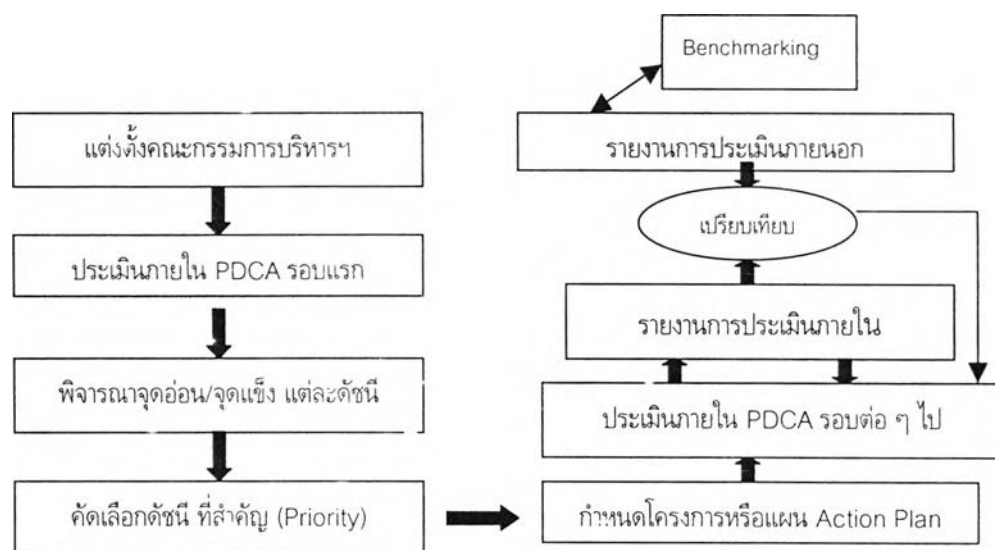 แต่งตั้งคณะกรรมการบริหารฯ
ประเมินภายใน PDCA รอบแรก
พิจารณาจุดอ่อน/จุดแข็ง แต่ละดัชนี
คัดเลือกดัชนี ที่สำคัญ (Priority)
Benchmarking
รายงานการประเมินภายนอก
เปรียบเทียบ
รายงานการประเมินภายใน
ประเมินภายใน PDCA รอบต่อ ๆ ไป
กำหนดโครงการหรือแผน Action Plan